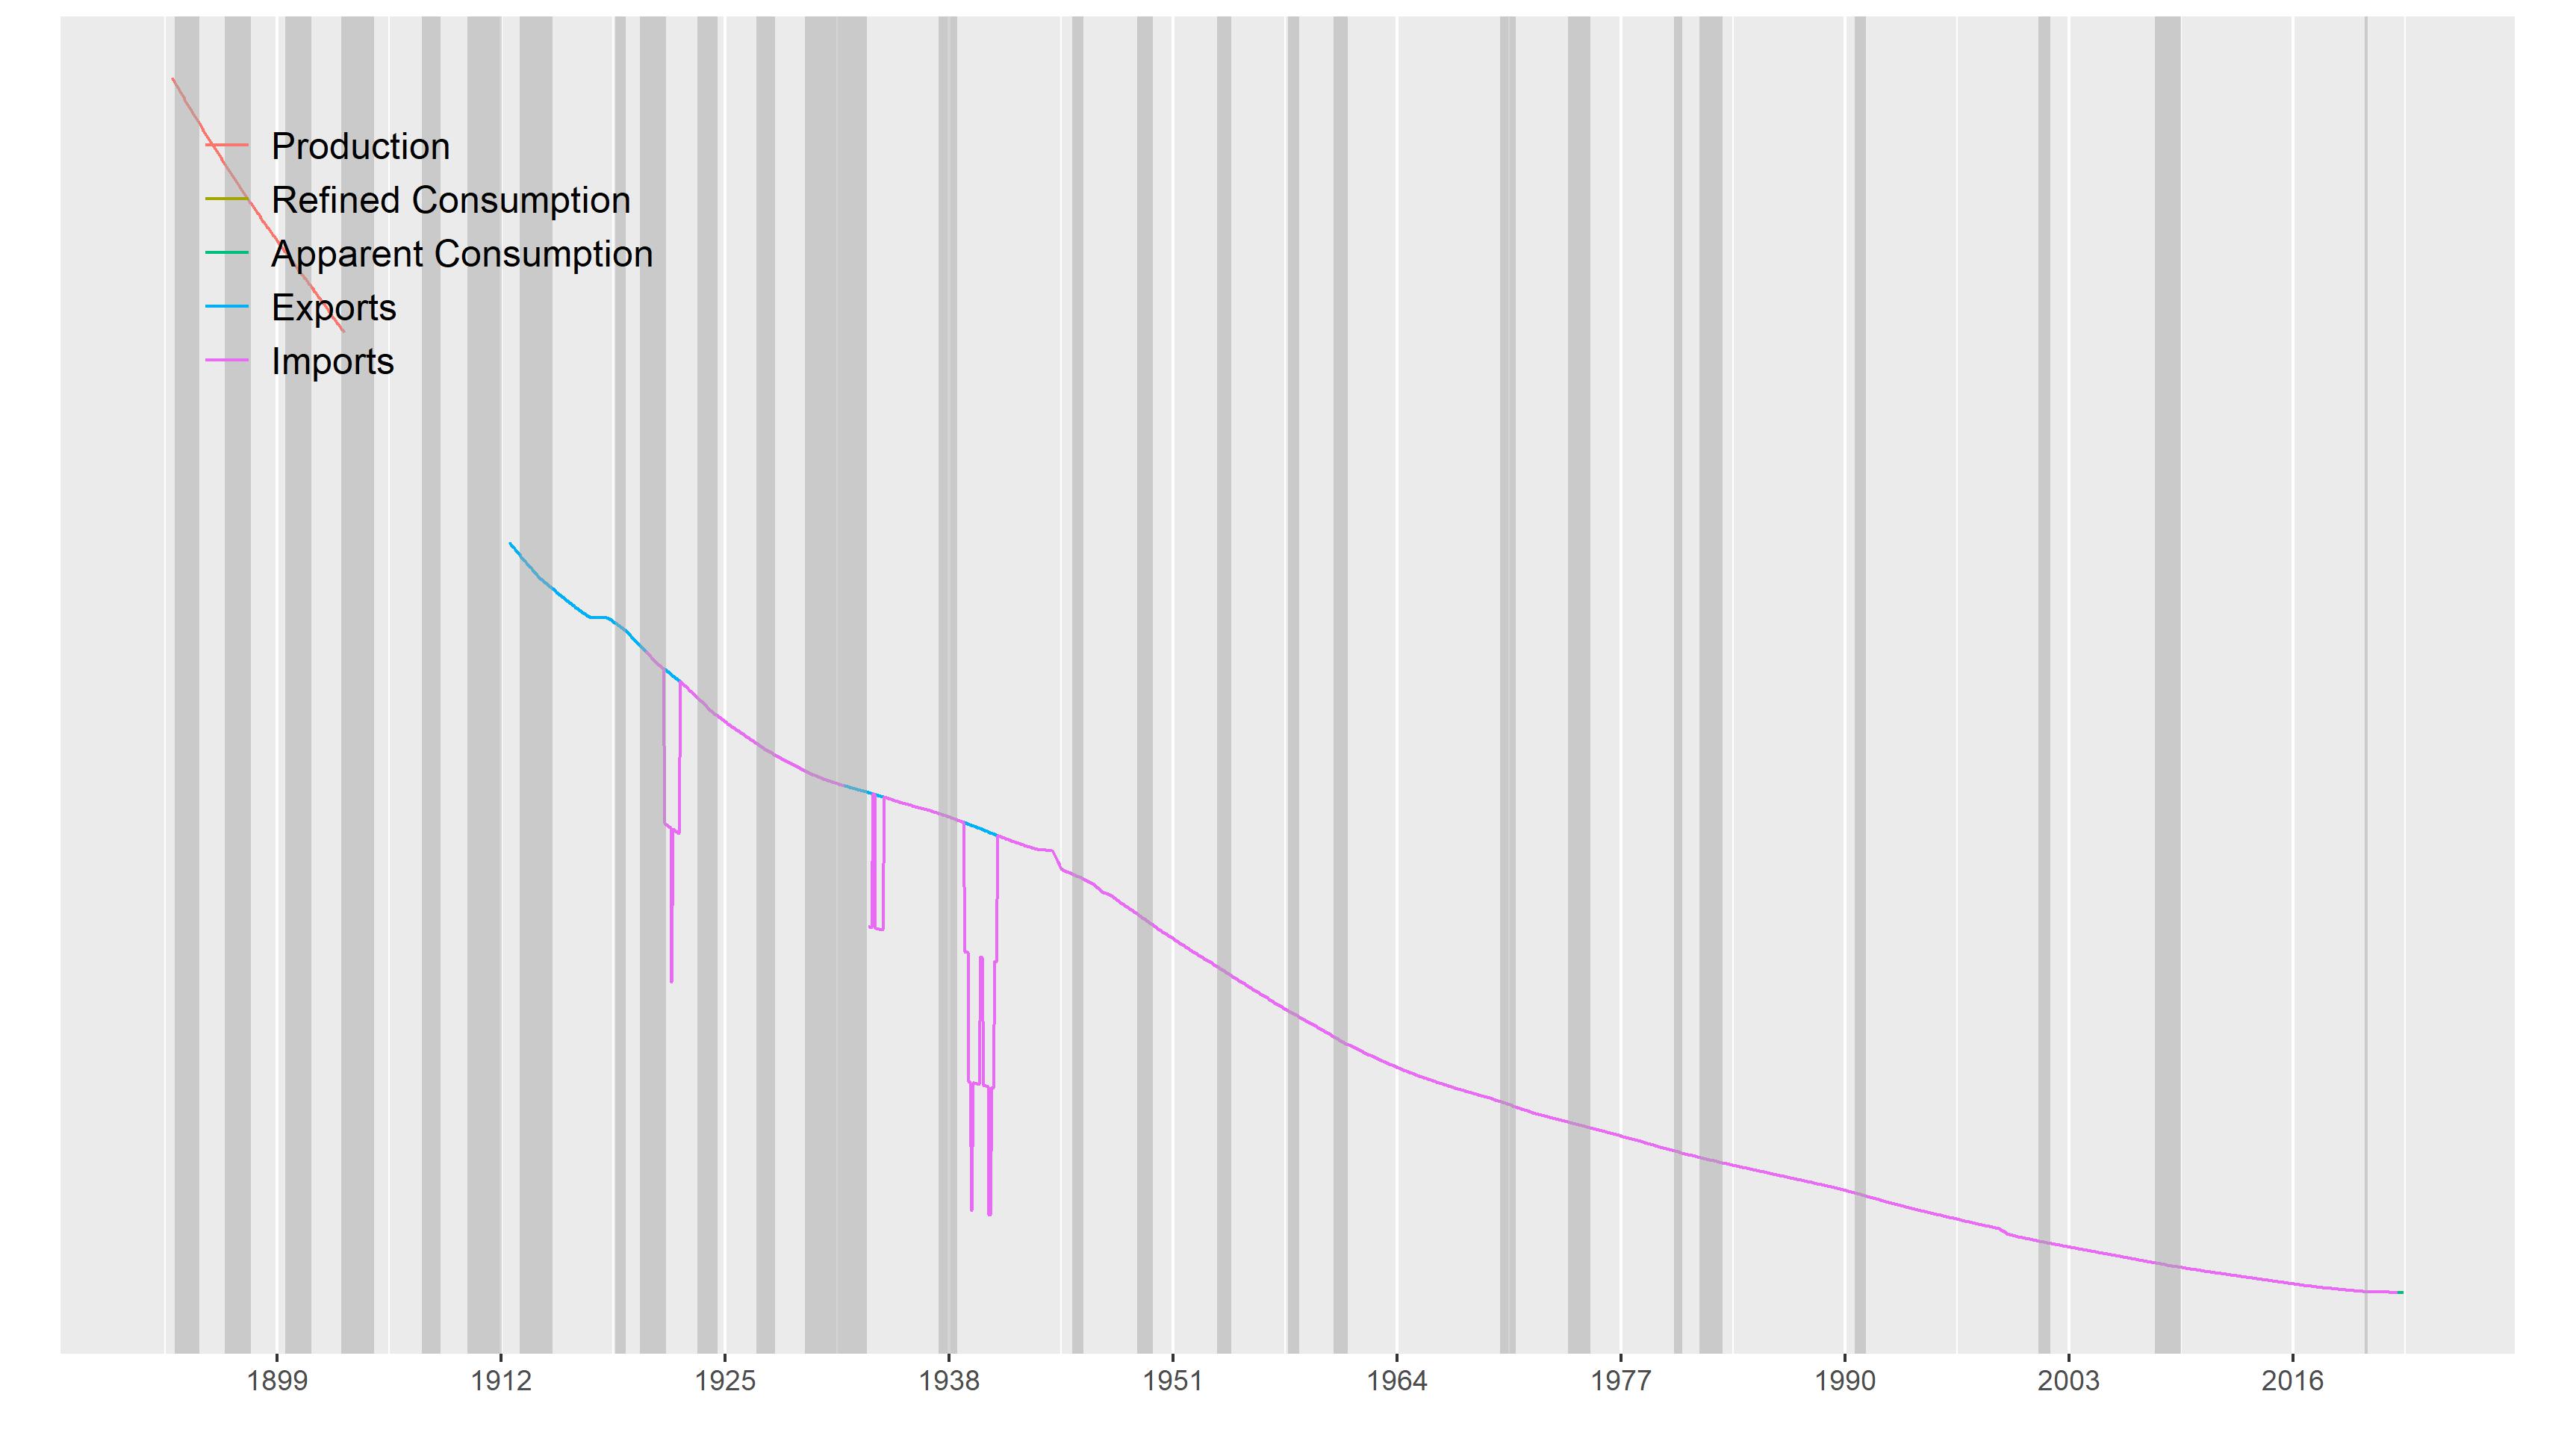 Production
Refined Consumption
Apparent Consumption
Exports
Imports
1899 1912 1925 1938 1951 1964 1977 1990 2003 2016